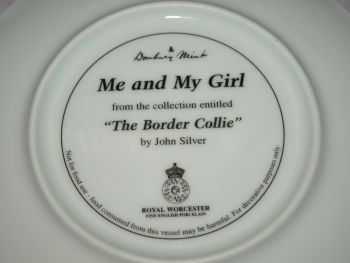 &
Danbury Mint
Me and My Girl
from the collection entitled
"The Border Collie"
by John Silver
ROYAL WORCESTER
FINE ENGLISH PORCELAIN
Not for food use - food consumed from this vessel may be harmful. For decorative purposes only.